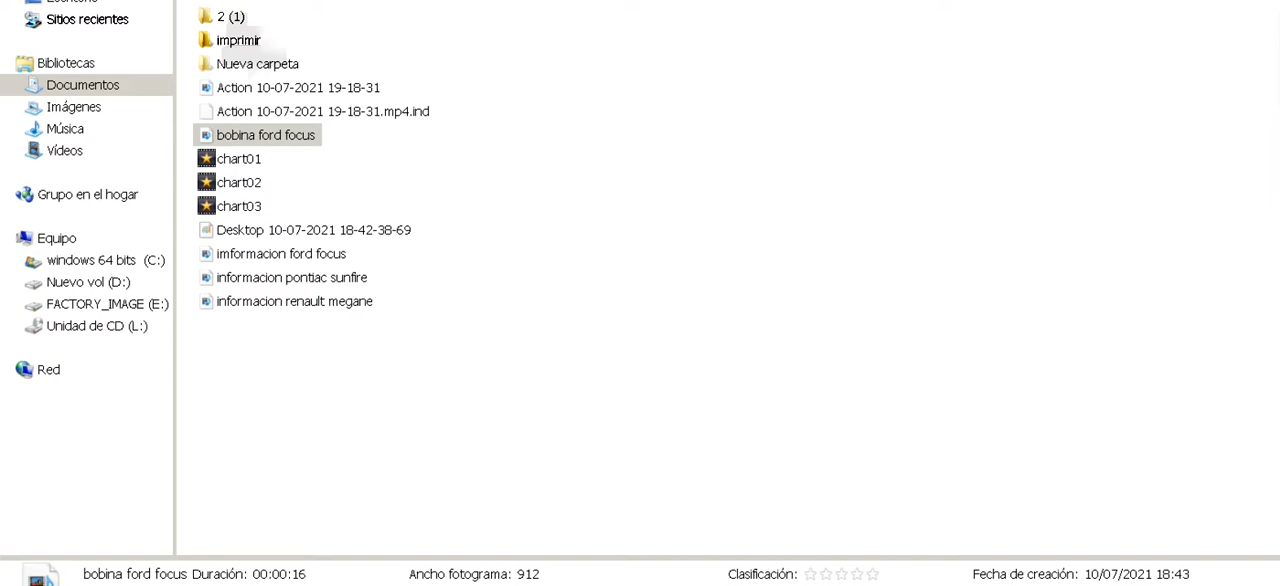 Sitios recientes
Bibliotecas
Documentos
Imágenes
Música
Vídeos
Grupo en el hogar
Equipo
windows 64 bits (C:)
Nuevo vol (D:)
FACTORY_IMAGE (E:)
Unidad de CD (L:)
Red
2 (1)
imprimir
Nueva carpeta
Action 10-07-2021 19-18-31
Action 10-07-2021 19-18-31.mp4.ind
bobina ford focus
chart01
chart02
chart03
Desktop 10-07-2021 18-42-38-69
imformacion ford focus
informacion pontiac sunfire
informacion renault megane
bobina ford focus Duración: 00:00:16 Ancho fotograma: 912 Clasificación: Fecha de creación: 10/07/2021 18:43